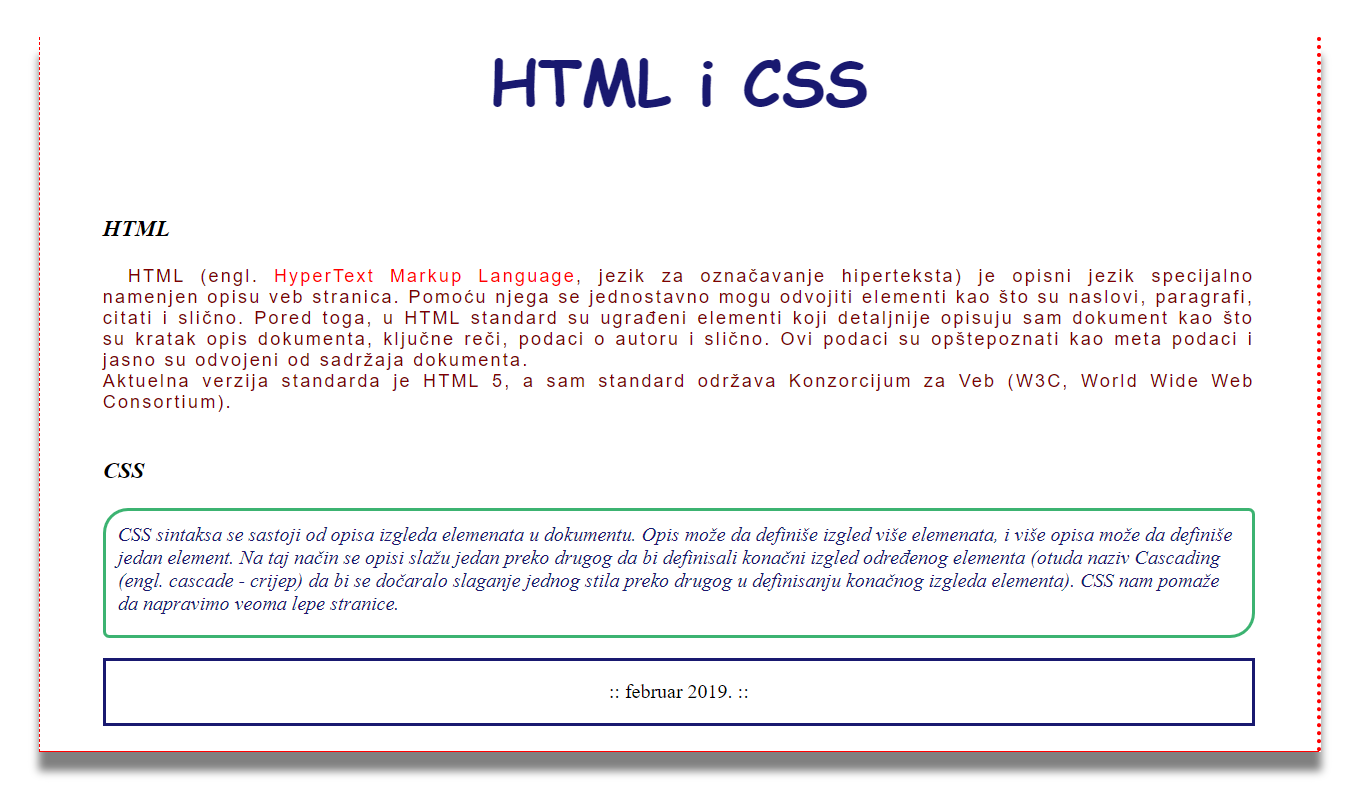 HTML i CSS
HTML
HTML (engl. HyperText Markup Language, jezik za označavanje hiperteksta) je opisni jezik specijalno
namenjen opisu veb stranica. Pomoću njega se jednostavno mogu odvojiti elementi kao što su naslovi, paragrafi,
citati i slično. Pored toga, u HTML standard su ugrađeni elementi koji detaljnije opisuju sam dokument kao što
su kratak opis dokumenta, ključne reči, podaci o autoru i slično. Ovi podaci su opštepoznati kao meta podaci i
jasno su odvojeni od sadržaja dokumenta.
Aktuelna verzija standarda je HTML 5, a sam standard održava Konzorcijum za Veb (W3C, World Wide Web
Consortium).
CSS
CSS sintaksa se sastoji od opisa izgleda elemenata u dokumentu. Opis može da definiše izgled više elemenata, i više opisa može da definiše
jedan element. Na taj način se opisi slažu jedan preko drugog da bi definisali konačni izgled određenog elementa (otuda naziv Cascading
(engl. cascade - crijep) da bi se dočaralo slaganje jednog stila preko drugog u definisanju konačnog izgleda elementa). CSS nam pomaže
da napravimo veoma lepe stranice.
:: februar 2019. ::